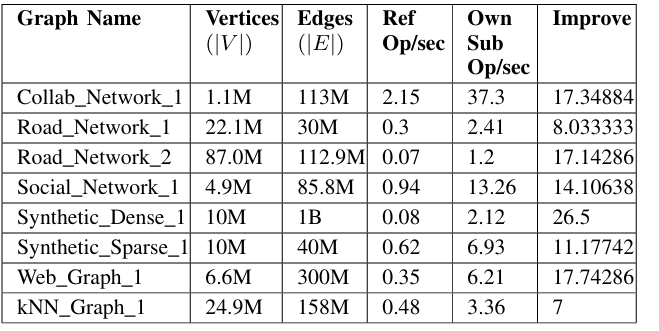 Graph Name Vertices (|V|) Edges (|E|) Ref Op/sec Own Sub Op/sec Improve
Collab_Network_1 1.1M 113M 2.15 37.3 17.34884
Road_Network_1 22.1M 30M 0.3 2.41 8.033333
Road_Network_2 87.0M 112.9M 0.07 1.2 17.14286
Social_Network_1 4.9M 85.8M 0.94 13.26 14.10638
Synthetic_Dense_1 10M 1B 0.08 2.12 26.5
Synthetic_Sparse_1 10M 40M 0.62 6.93 11.17742
Web_Graph_1 6.6M 300M 0.35 6.21 17.74286
kNN_Graph_1 24.9M 158M 0.48 3.36 7